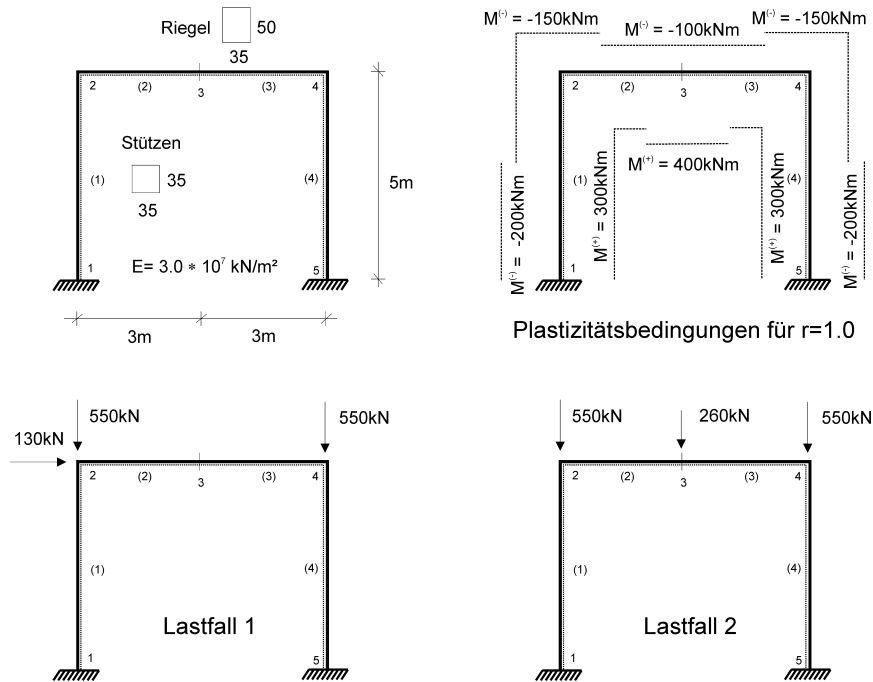 Riegel
50
35
2
(2)
3
(3)
4
Stützen
35
35
(1)
(4)
5m
E= 3.0 * 10⁷ kN/m²
1
5
3m
3m
M⁽⁻⁾ = -150kNm
M⁽⁻⁾ = -100kNm
M⁽⁻⁾ = -150kNm
2
(2)
3
(3)
4
M⁽⁺⁾ = 400kNm
M⁽⁻⁾ = -200kNm
(1)
M⁽⁺⁾ = 300kNm
M⁽⁺⁾ = 300kNm
(4)
M⁽⁻⁾ = -200kNm
1
5
Plastizitätsbedingungen für r=1.0
550kN
550kN
130kN
2
(2)
3
(3)
4
(1)
(4)
Lastfall 1
1
5
550kN
260kN
550kN
2
(2)
3
(3)
4
(1)
(4)
Lastfall 2
1
5